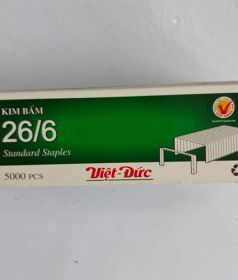 KIM BẤM
26/6
Standard Staples
5000 PCS
Việt-Đức